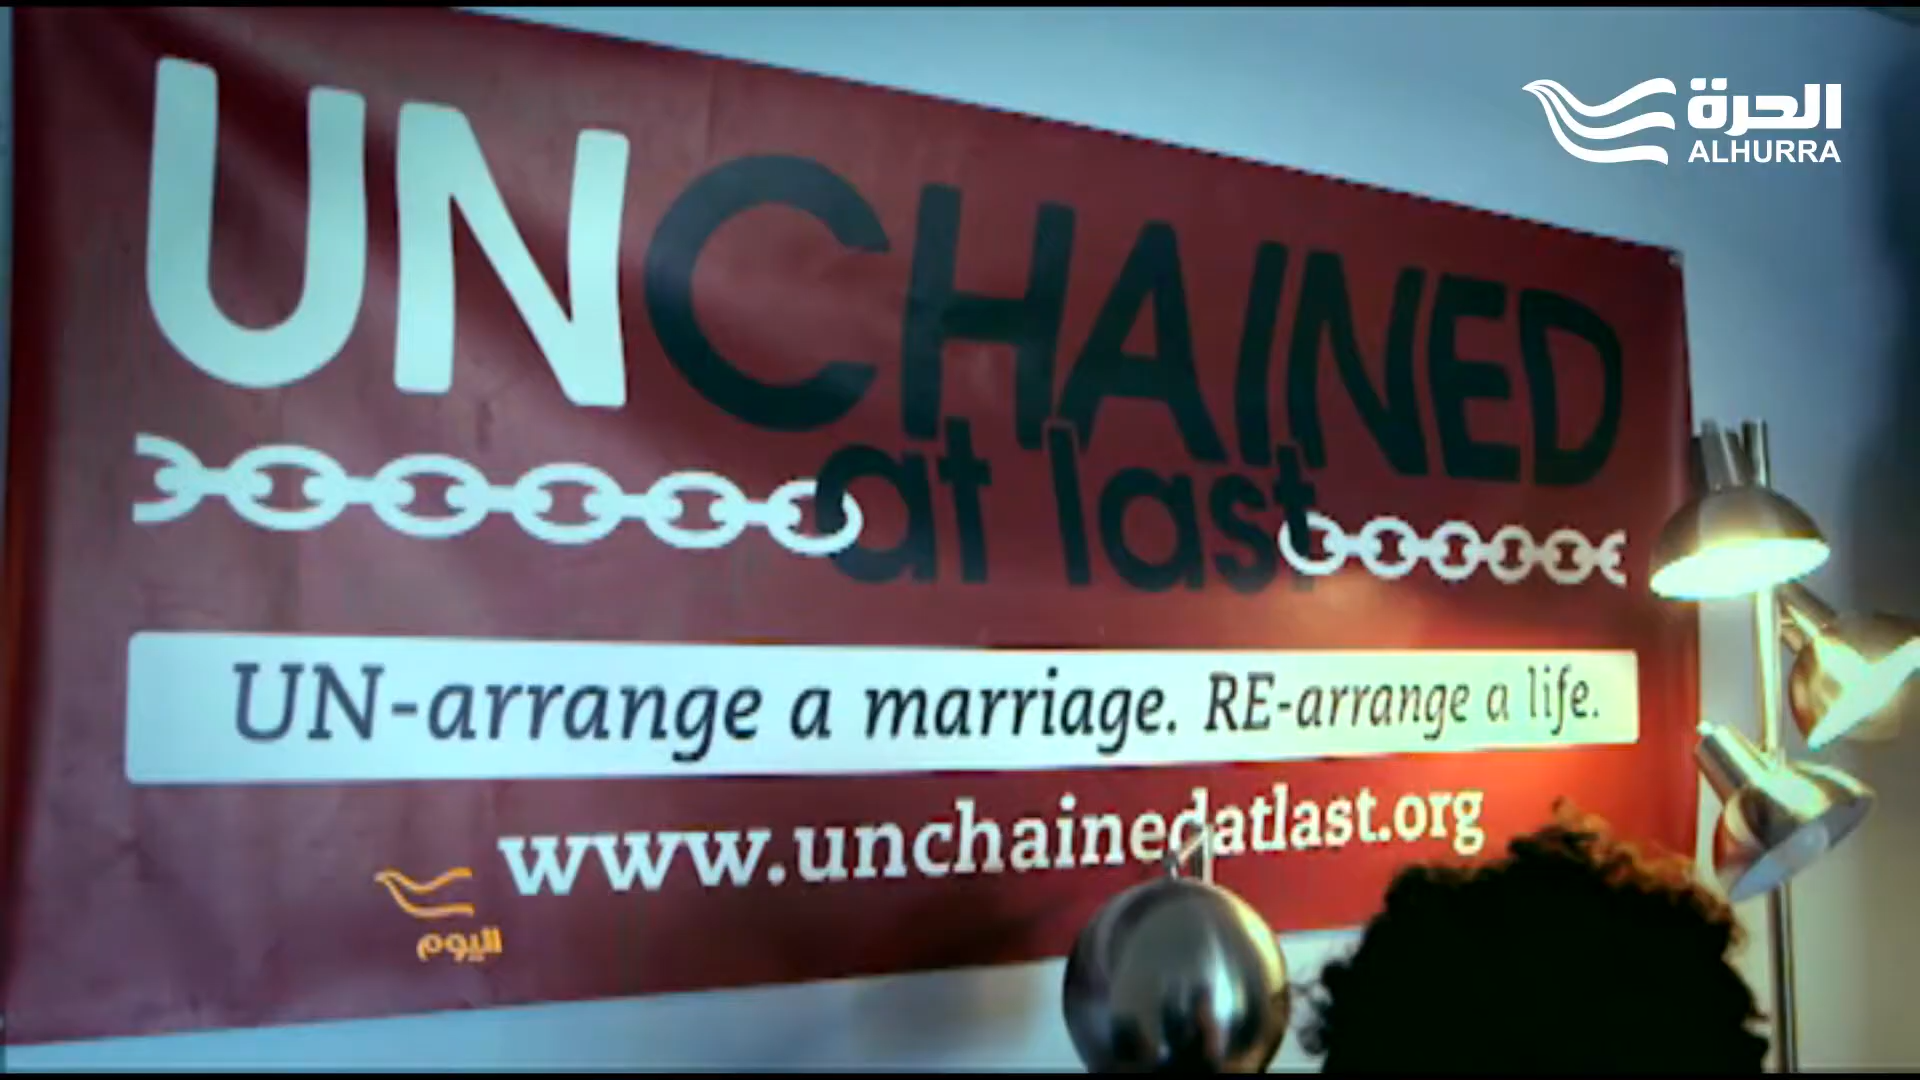 الحرة
ALHURRA
UNCHAINED
at last
UN-arrange a marriage. RE-arrange a life.
www.unchainedatlast.org
اليوم